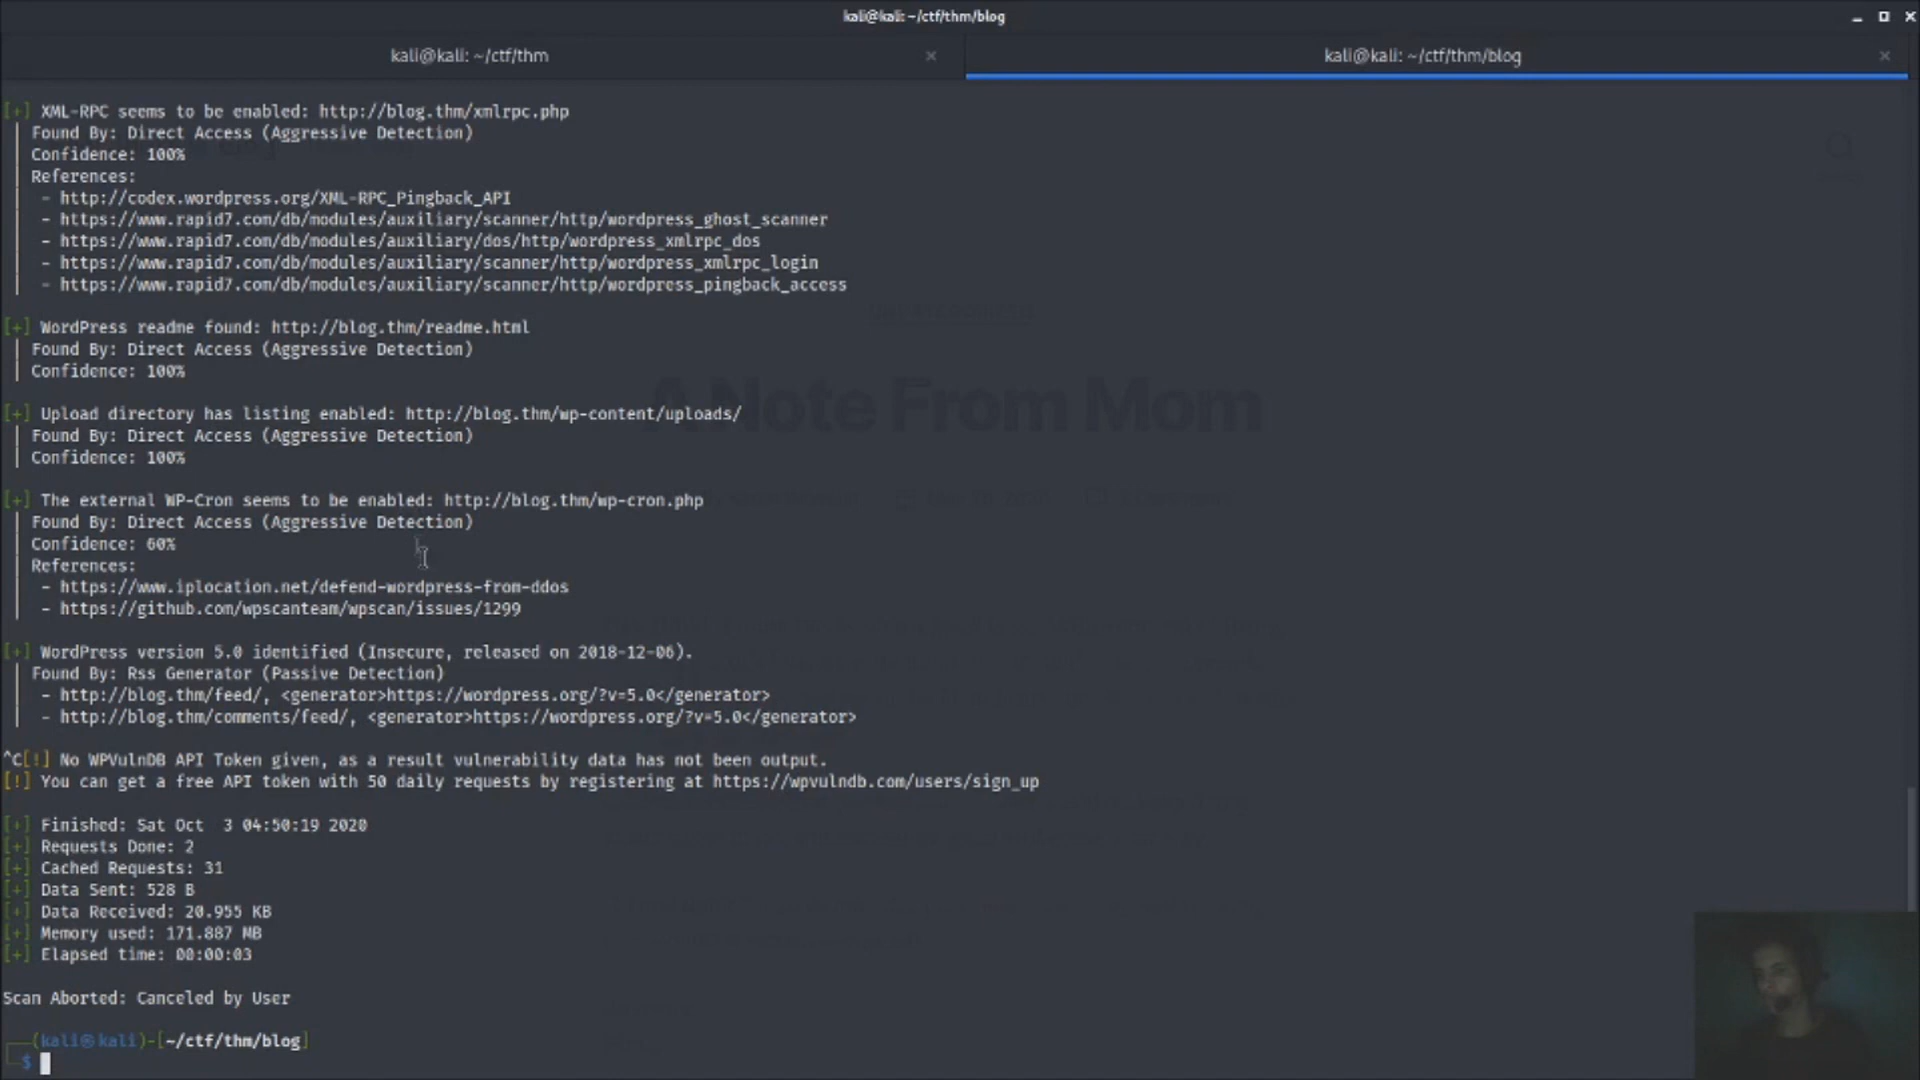 kali@kali: ~/ctf/thm/blog
kali@kali: ~/ctf/thm
kali@kali: ~/ctf/thm/blog
[+] XML-RPC seems to be enabled: http://blog.thm/xmlrpc.php
| Found By: Direct Access (Aggressive Detection)
| Confidence: 100%
| References:
|  - http://codex.wordpress.org/XML-RPC_Pingback_API
|  - https://www.rapid7.com/db/modules/auxiliary/scanner/http/wordpress_ghost_scanner
|  - https://www.rapid7.com/db/modules/auxiliary/dos/http/wordpress_xmlrpc_dos
|  - https://www.rapid7.com/db/modules/auxiliary/scanner/http/wordpress_xmlrpc_login
|  - https://www.rapid7.com/db/modules/auxiliary/scanner/http/wordpress_pingback_access
[+] WordPress readme found: http://blog.thm/readme.html
| Found By: Direct Access (Aggressive Detection)
| Confidence: 100%
[+] Upload directory has listing enabled: http://blog.thm/wp-content/uploads/
| Found By: Direct Access (Aggressive Detection)
| Confidence: 100%
A Note From Mom
[+] The external WP-Cron seems to be enabled: http://blog.thm/wp-cron.php
| Found By: Direct Access (Aggressive Detection)
| Confidence: 60%
| References:
|  - https://www.iplocation.net/defend-wordpress-from-ddos
|  - https://github.com/wpscanteam/wpscan/issues/1299
[+] WordPress version 5.0 identified (Insecure, released on 2018-12-06).
| Found By: Rss Generator (Passive Detection)
|  - http://blog.thm/feed/, <generator>https://wordpress.org/?v=5.0</generator>
|  - http://blog.thm/comments/feed/, <generator>https://wordpress.org/?v=5.0</generator>
^C[!] No WPVulnDB API Token given, as a result vulnerability data has not been output.
[!] You can get a free API token with 50 daily requests by registering at https://wpvulndb.com/users/sign_up
[+] Finished: Sat Oct  3 04:50:19 2020
[+] Requests Done: 2
[+] Cached Requests: 31
[+] Data Sent: 528 B
[+] Data Received: 20.955 KB
[+] Memory used: 171.887 MB
[+] Elapsed time: 00:00:03
Scan Aborted: Canceled by User
(kali㉿kali)-[~/ctf/thm/blog]
$